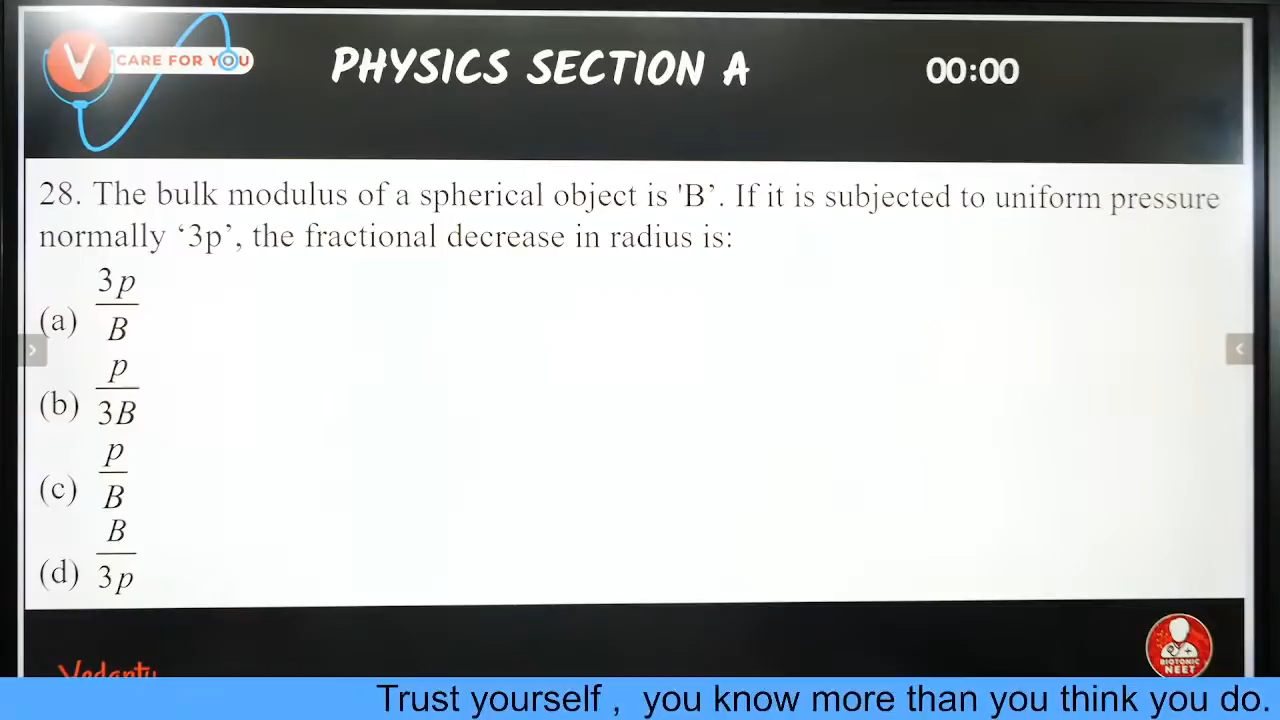 V CARE FOR YOU
PHYSICS SECTION A
00:00
28. The bulk modulus of a spherical object is 'B’. If it is subjected to uniform pressure
normally ‘3p’, the fractional decrease in radius is:
(a) 3p/B
(b) p/3B
(c) p/B
(d) B/3p
Vedantu
BIOTONIC
NEET
Trust yourself , you know more than you think you do.